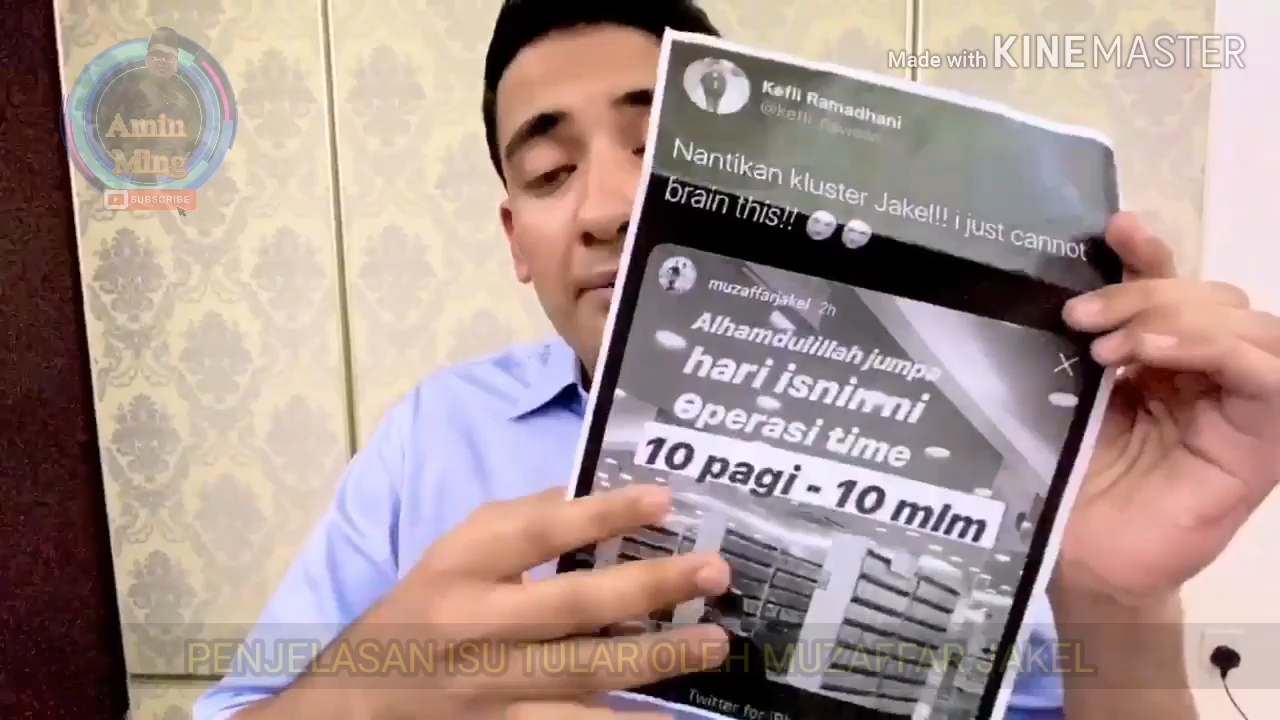 Made with KINEMASTER
Amin
MIng
SUBSCRIBE
Kefli Ramadhani
Nantikan kluster Jakel!! i just cannot
brain this!!
muzaffarjakel 2h
Alhamdulillah jumpa
hari isnin ni
Operasi time
10 pagi - 10 mlm
Twitter for
PENJELASAN ISU TULAR OLEH MUZAFFAR JAKEL